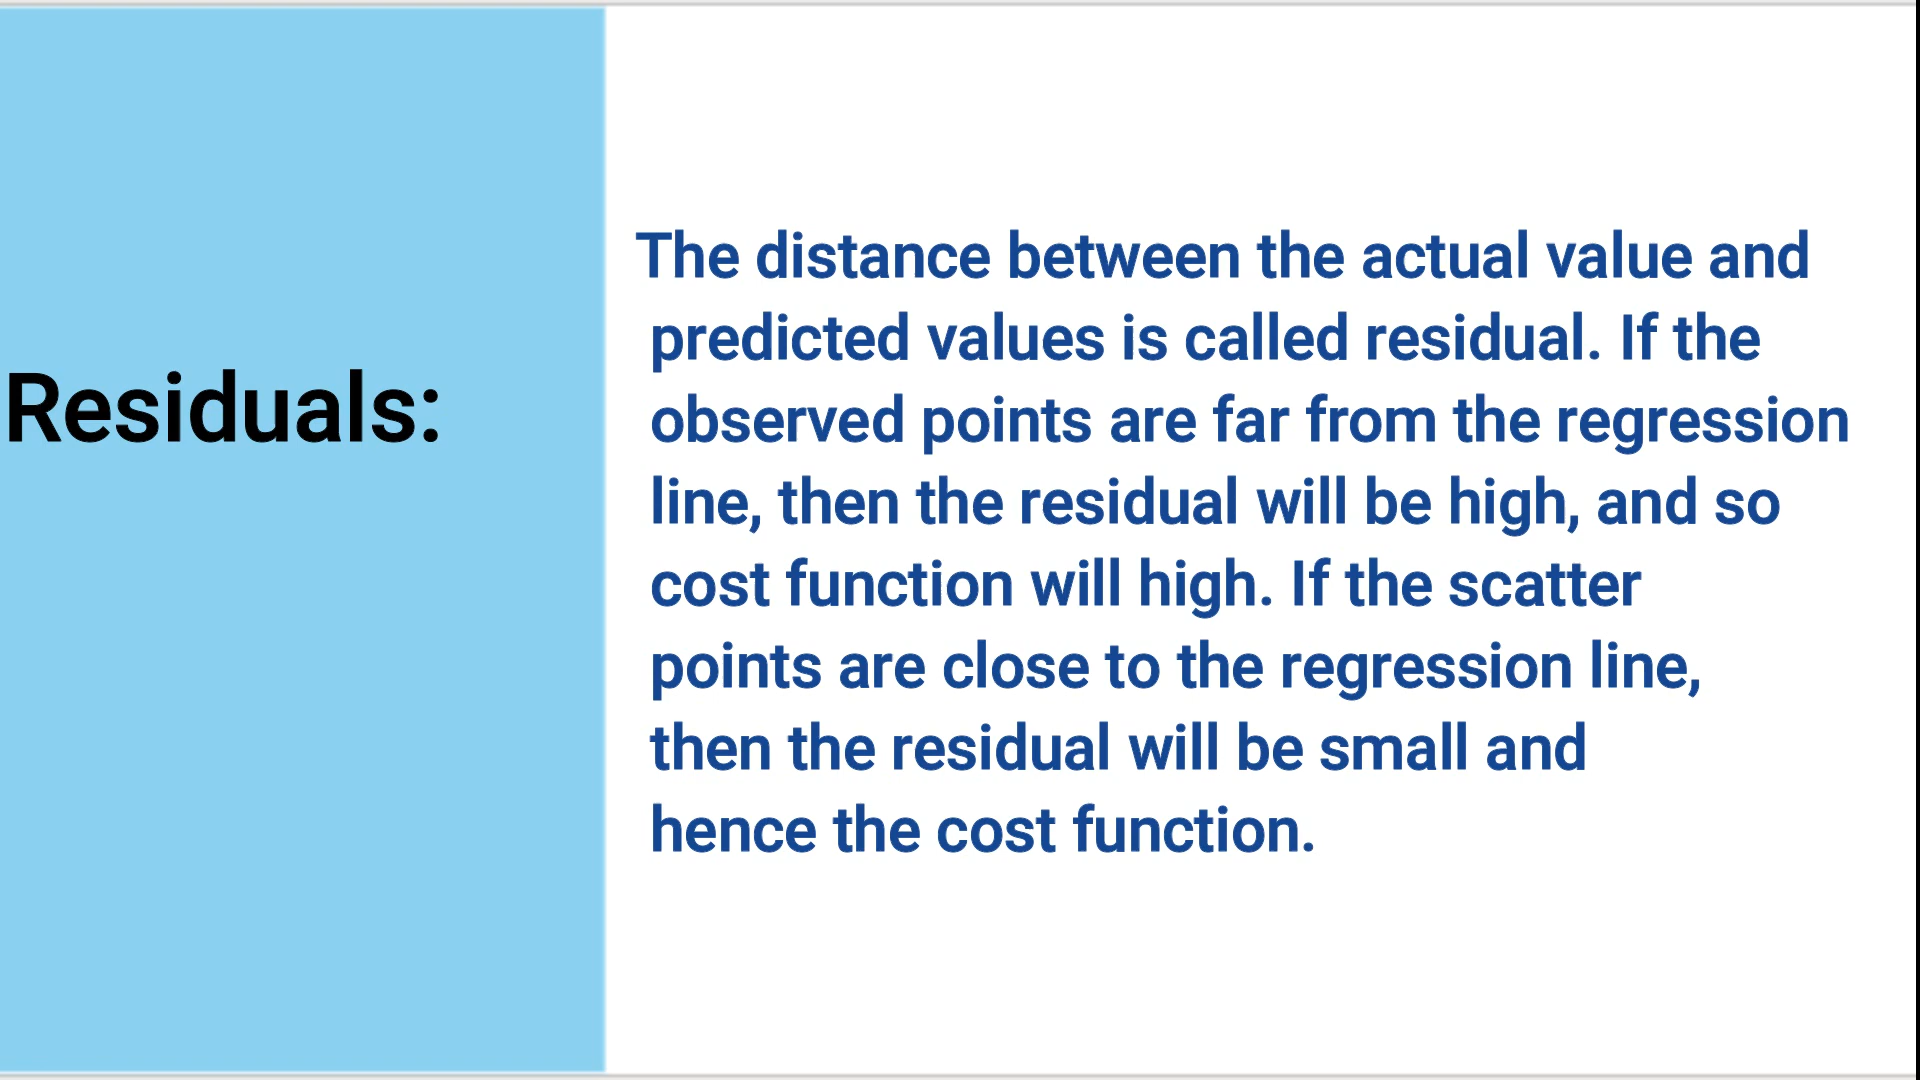 Residuals:
The distance between the actual value and
predicted values is called residual. If the
observed points are far from the regression
line, then the residual will be high, and so
cost function will high. If the scatter
points are close to the regression line,
then the residual will be small and
hence the cost function.